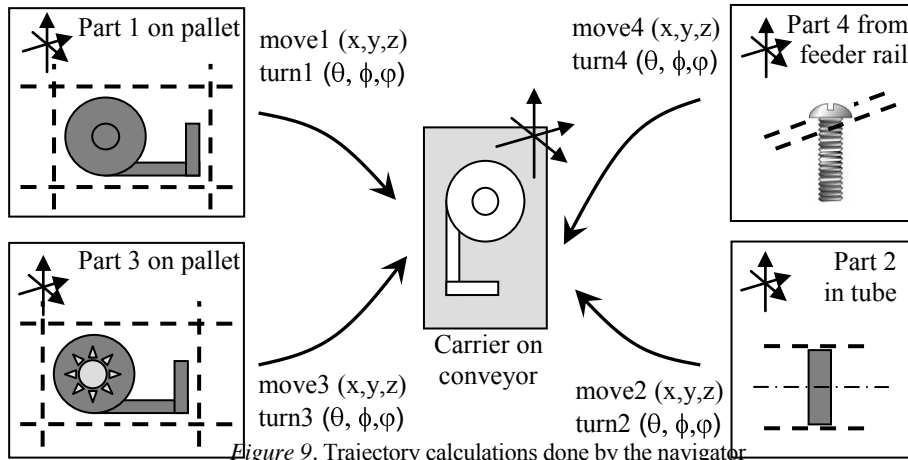 Part 1 on pallet
move1 (x,y,z)
turn1 (θ, ϕ,φ)
move4 (x,y,z)
turn4 (θ, ϕ,φ)
Part 4 from
feeder rail
Part 3 on pallet
Carrier on
conveyor
Part 2
in tube
move3 (x,y,z)
turn3 (θ, ϕ,φ)
move2 (x,y,z)
turn2 (θ, ϕ,φ)
Figure 9. Trajectory calculations done by the navigator